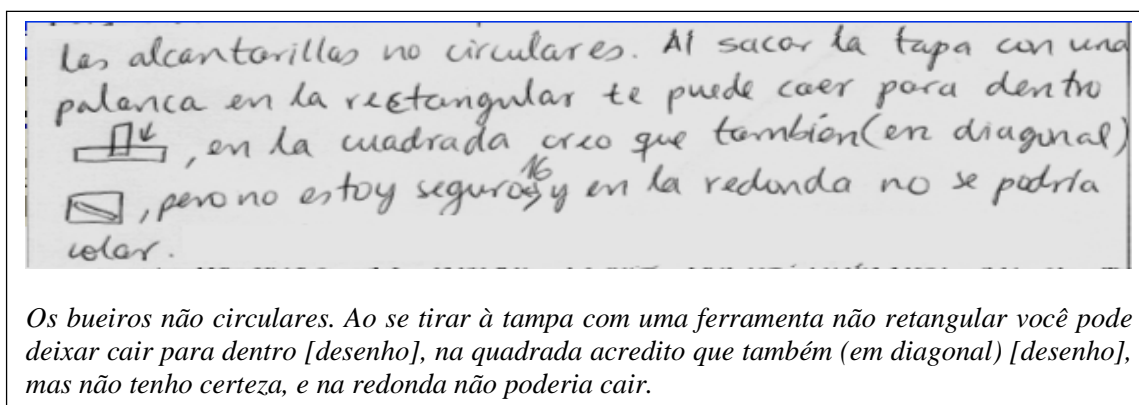 las alcantarillas no circulares. Al sacar la tapa con una
palanca en la rectangular te puede caer para dentro
, en la cuadrada creo que también (en diagonal)
16
, pero no estoy seguro, y en la redonda no se podría
colar.
Os bueiros não circulares. Ao se tirar à tampa com uma ferramenta não retangular você pode
deixar cair para dentro [desenho], na quadrada acredito que também (em diagonal) [desenho],
mas não tenho certeza, e na redonda não poderia cair.